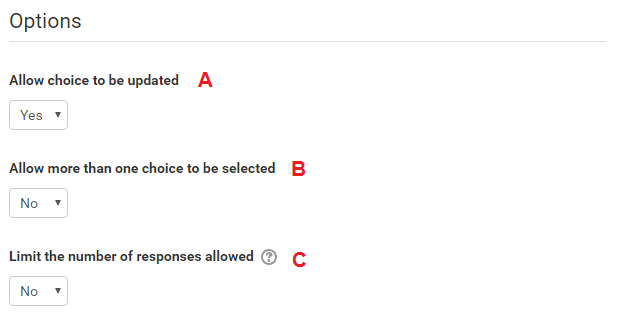 Options
Allow choice to be updated A
Yes
Allow more than one choice to be selected B
No
Limit the number of responses allowed ? C
No